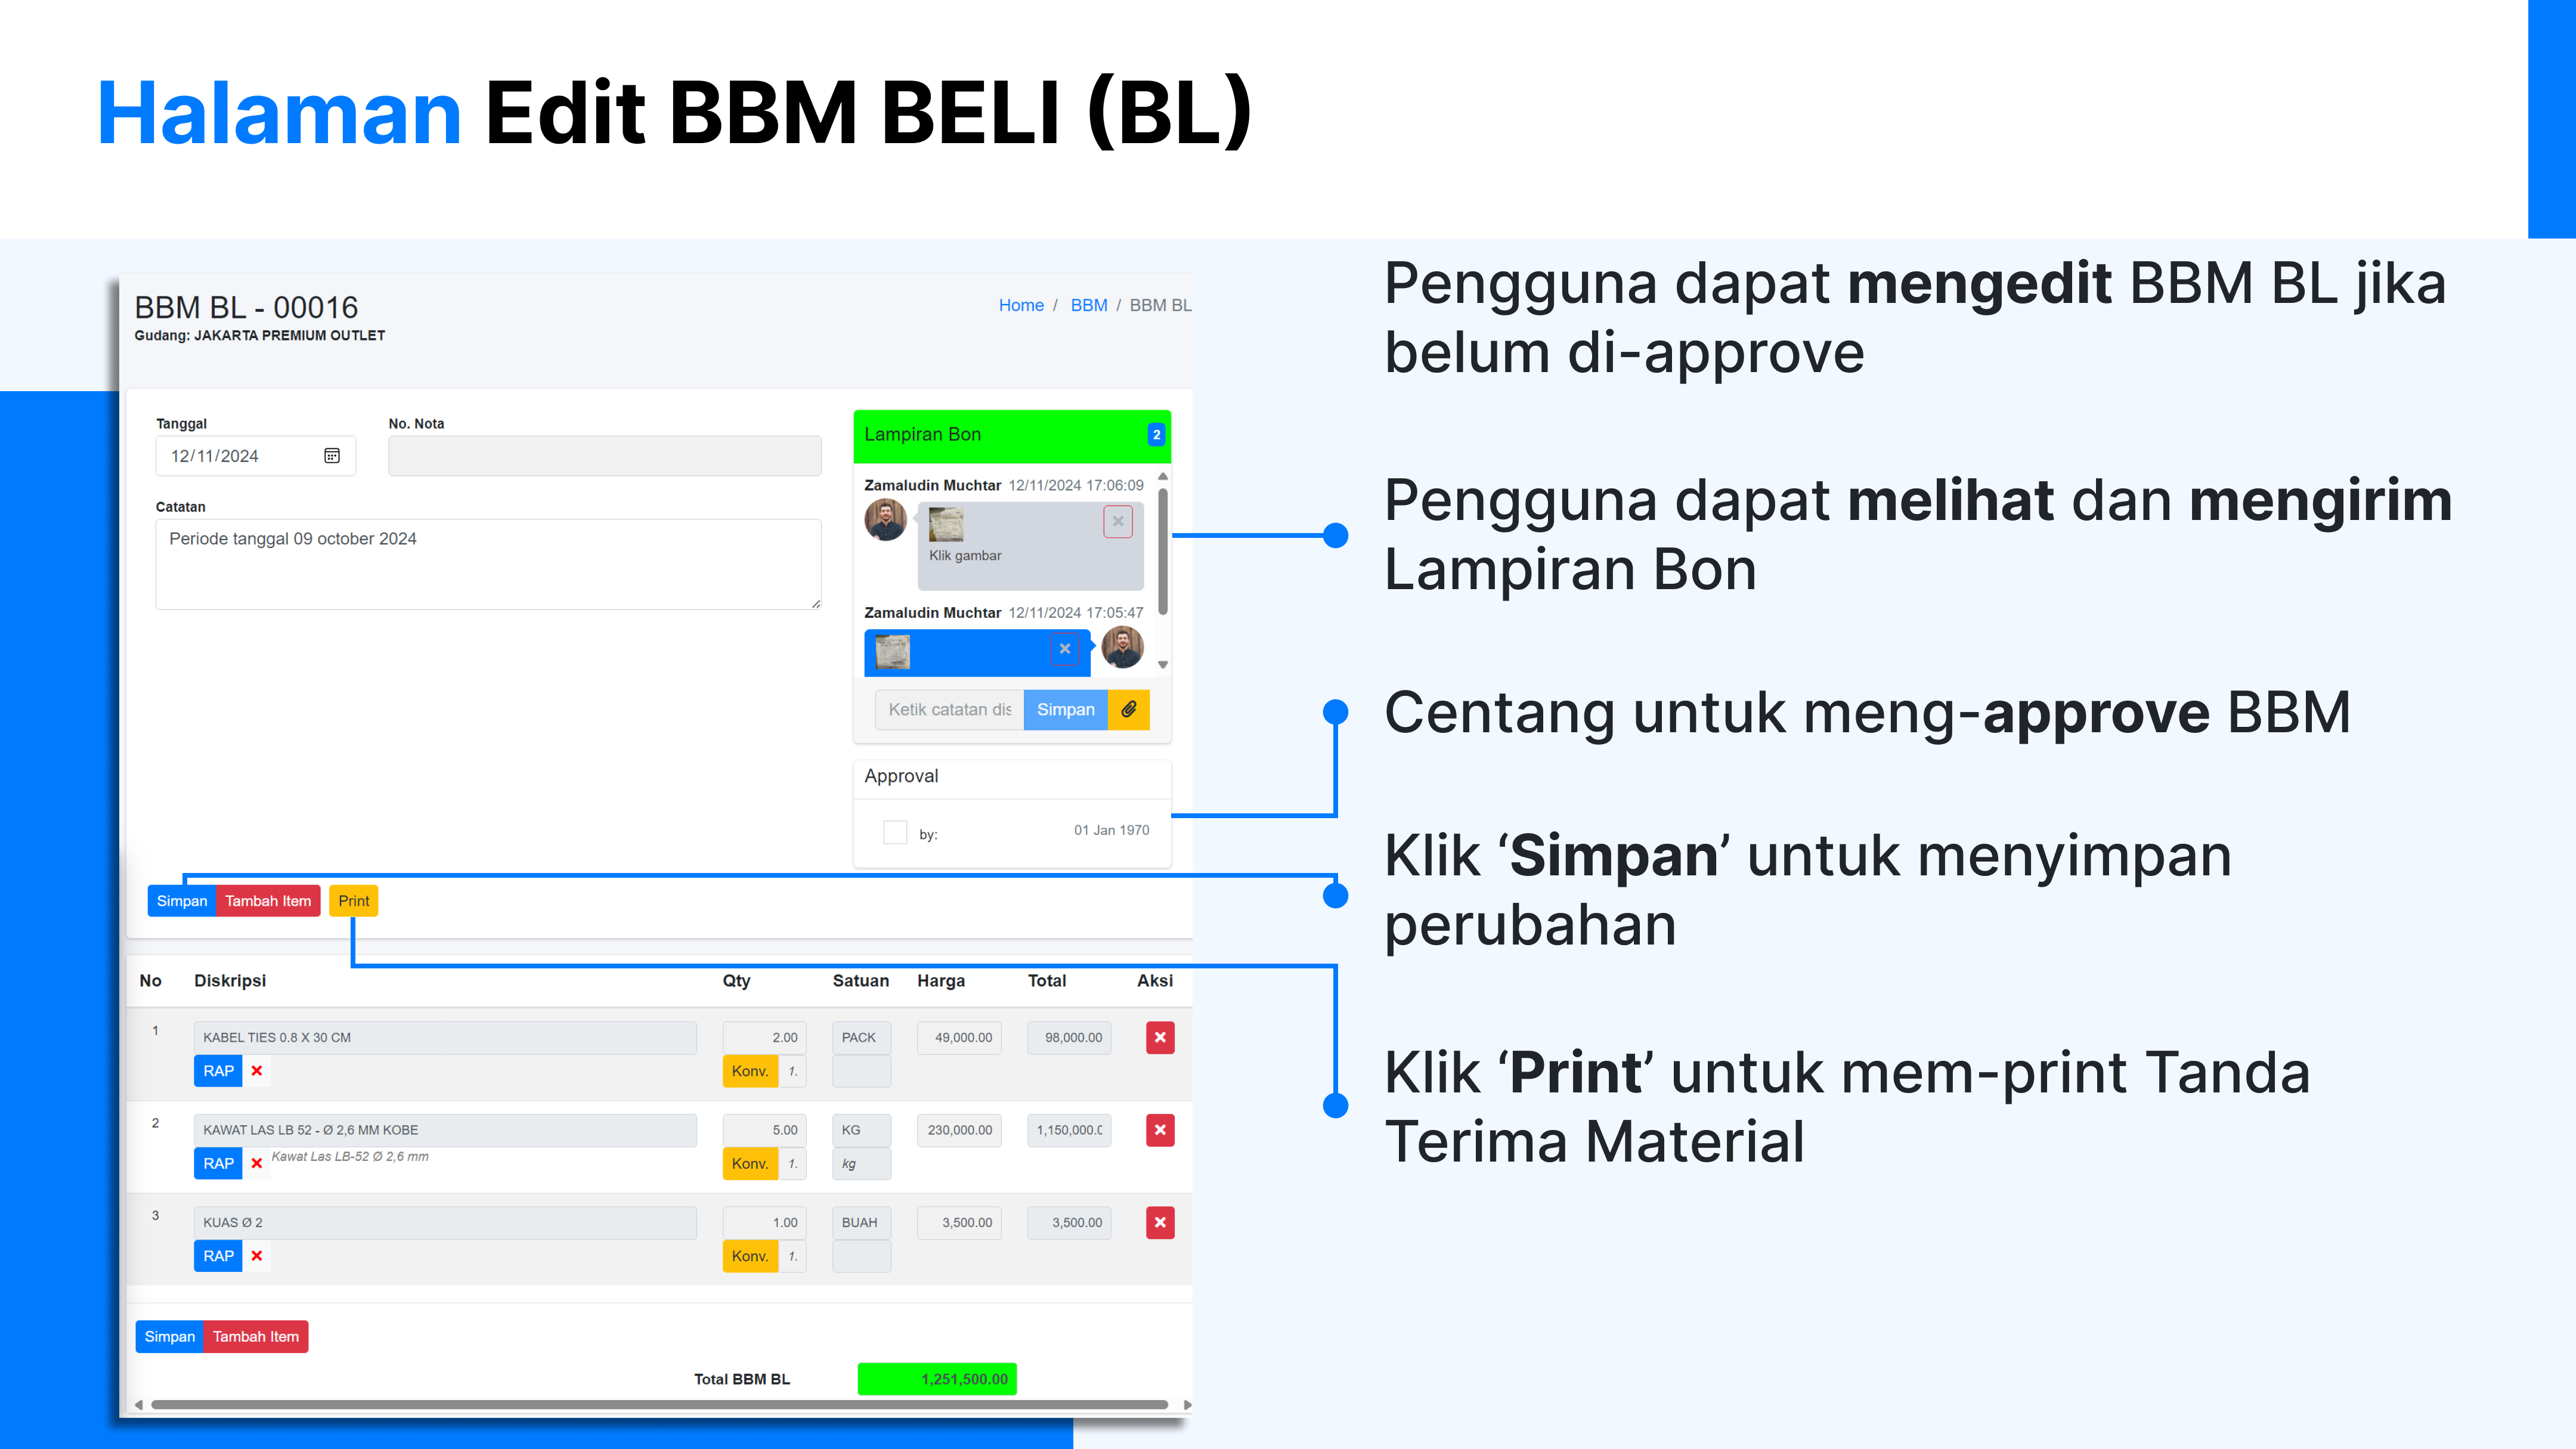 Halaman Edit BBM BELI (BL)
BBM BL - 00016
Gudang: JAKARTA PREMIUM OUTLET
Home / BBM / BBM BL
Tanggal
No. Nota
12/11/2024
Catatan
Periode tanggal 09 october 2024
Lampiran Bon 2
Zamaludin Muchtar 12/11/2024 17:06:09
Klik gambar
Zamaludin Muchtar 12/11/2024 17:05:47
Ketik catatan dis Simpan
Approval
by: 01 Jan 1970
Simpan Tambah Item Print
No Diskripsi Qty Satuan Harga Total Aksi
1 KABEL TIES 0.8 X 30 CM 2.00 PACK 49,000.00 98,000.00
RAP Konv. 1.
2 KAWAT LAS LB 52 - Ø 2,6 MM KOBE 5.00 KG 230,000.00 1,150,000.0
RAP Kawat Las LB-52 Ø 2,6 mm Konv. 1. kg
3 KUAS Ø 2 1.00 BUAH 3,500.00 3,500.00
RAP Konv. 1.
Simpan Tambah Item
Total BBM BL 1,251,500.00
Pengguna dapat mengedit BBM BL jika
belum di-approve
Pengguna dapat melihat dan mengirim
Lampiran Bon
Centang untuk meng-approve BBM
Klik ‘Simpan’ untuk menyimpan
perubahan
Klik ‘Print’ untuk mem-print Tanda
Terima Material